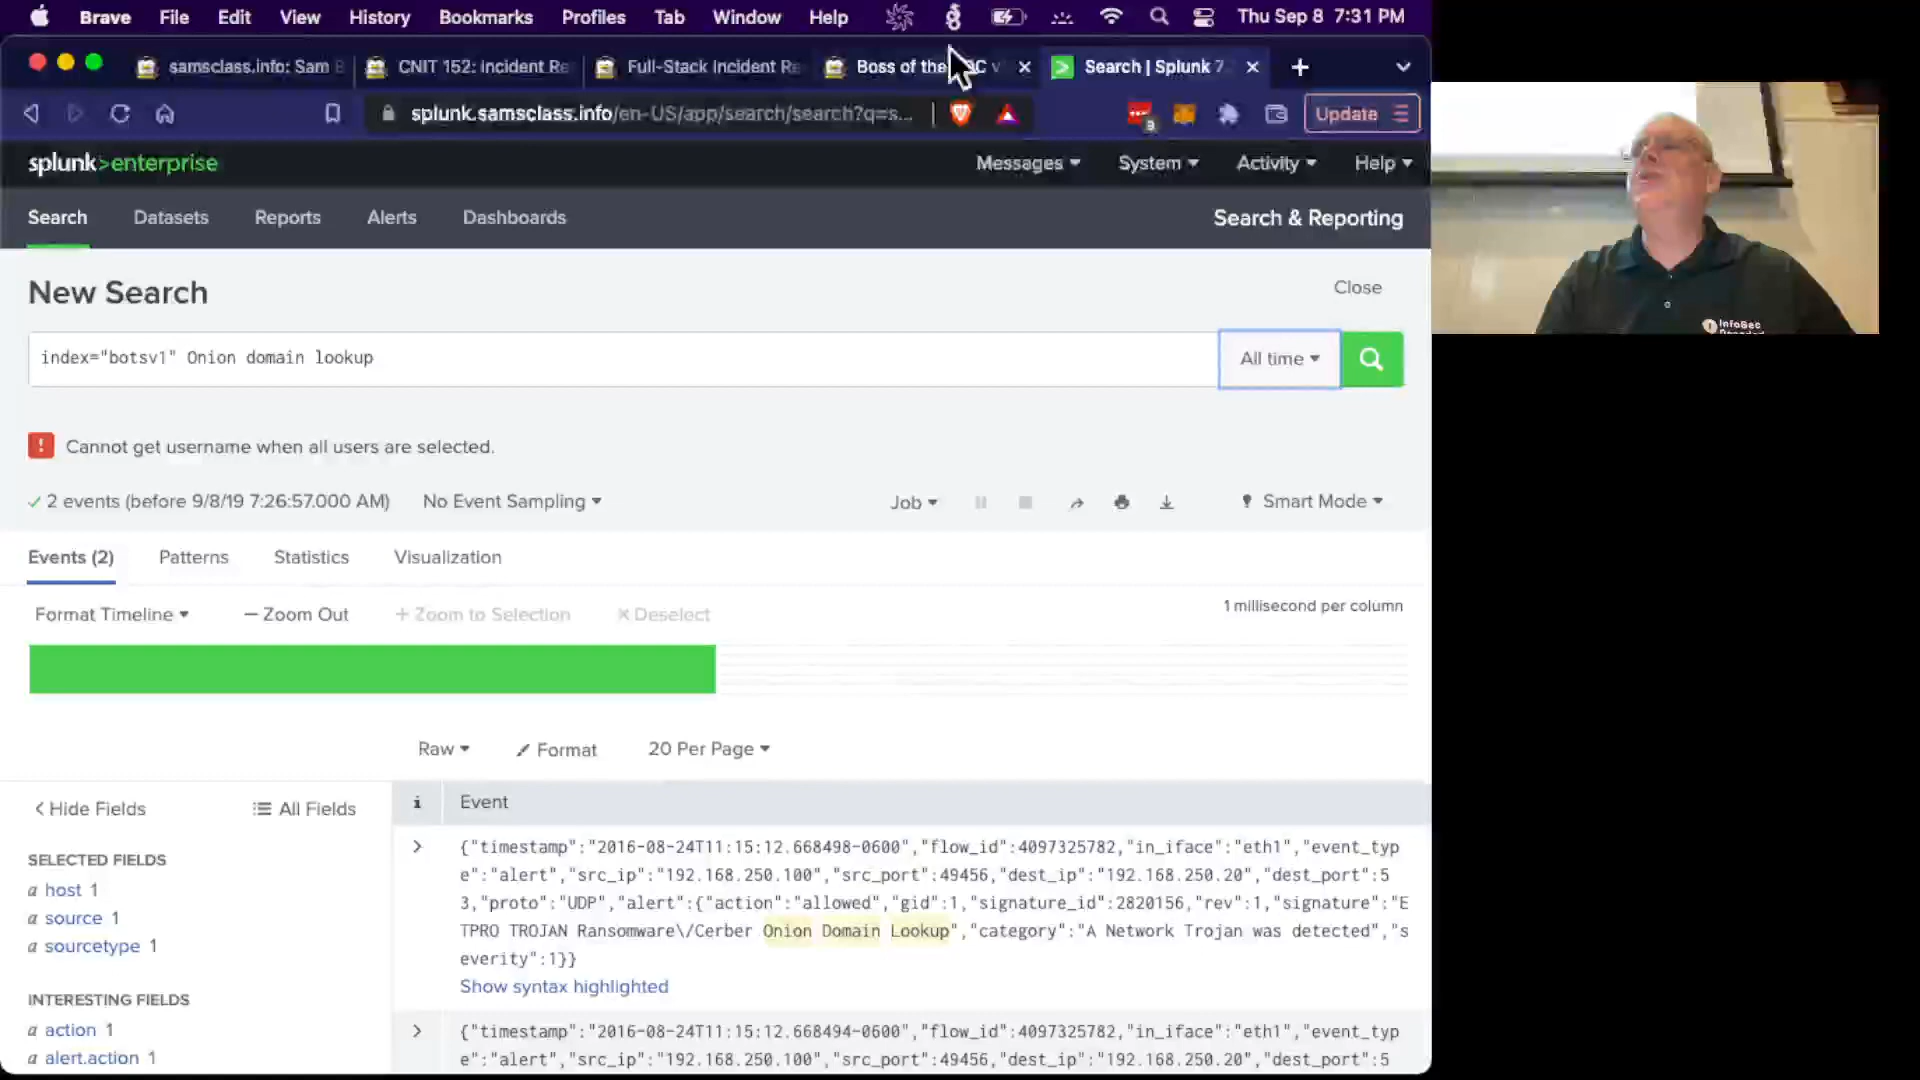 Brave File Edit View History Bookmarks Profiles Tab Window Help Thu Sep 8 7:31 PM
samsclass.info: Sam B CNIT 152: Incident Re Full-Stack Incident Re Boss of the Search | Splunk 7.
splunk.samsclass.info/en-US/app/search/search?q=s... Update
splunk>enterprise Messages System Activity Help
Search Datasets Reports Alerts Dashboards Search & Reporting
New Search Close
index="botsv1" Onion domain lookup All time
Cannot get username when all users are selected.
2 events (before 9/8/19 7:26:57.000 AM) No Event Sampling Job Smart Mode
Events (2) Patterns Statistics Visualization
Format Timeline — Zoom Out + Zoom to Selection × Deselect 1 millisecond per column
Raw Format 20 Per Page
< Hide Fields All Fields i Event
SELECTED FIELDS
a host 1
a source 1
a sourcetype 1
INTERESTING FIELDS
a action 1
a alert.action 1
{"timestamp":"2016-08-24T11:15:12.668498-0600","flow_id":4097325782,"in_iface":"eth1","event_typ
e":"alert","src_ip":"192.168.250.100","src_port":49456,"dest_ip":"192.168.250.20","dest_port":5
3,"proto":"UDP","alert":{"action":"allowed","gid":1,"signature_id":2820156,"rev":1,"signature":"E
TPRO TROJAN Ransomware\/Cerber Onion Domain Lookup","category":"A Network Trojan was detected","s
everity":1}}
Show syntax highlighted
{"timestamp":"2016-08-24T11:15:12.668494-0600","flow_id":4097325782,"in_iface":"eth1","event_typ
e":"alert","src_ip":"192.168.250.100","src_port":49456,"dest_ip":"192.168.250.20","dest_port":5
InfoSec